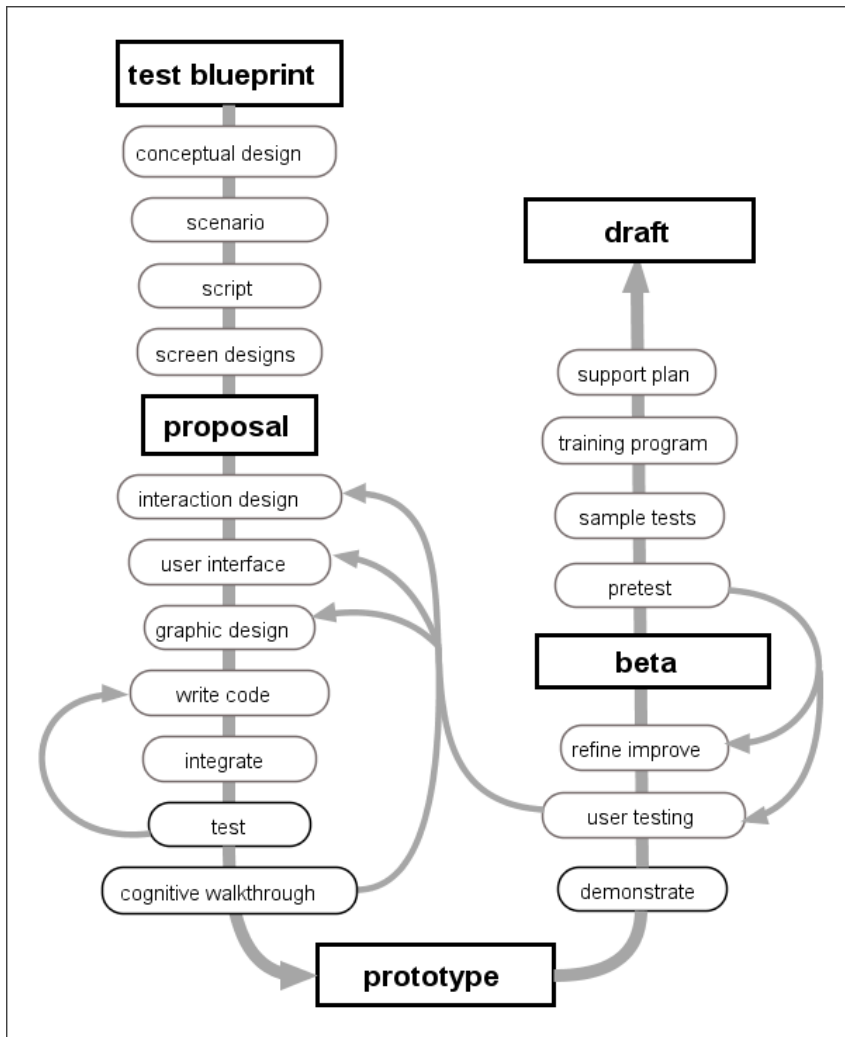 test blueprint
conceptual design
scenario
script
screen designs
proposal
interaction design
user interface
graphic design
write code
integrate
test
cognitive walkthrough
prototype
demonstrate
user testing
refine improve
beta
pretest
sample tests
training program
support plan
draft